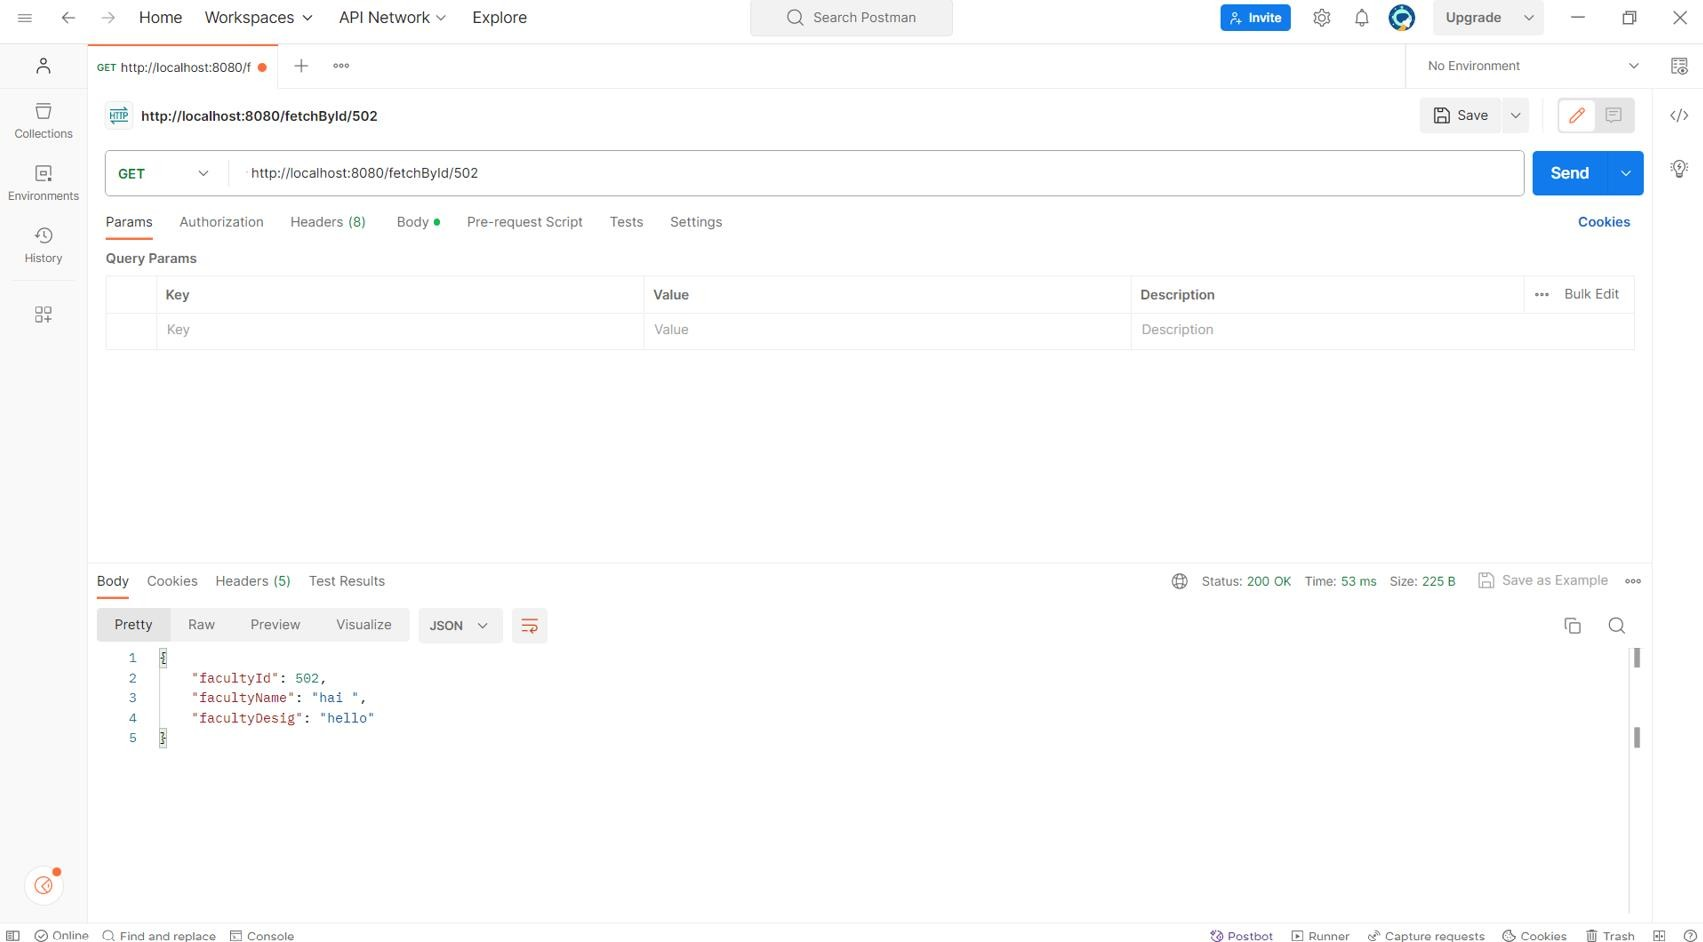 Home Workspaces API Network Explore Search Postman Invite Upgrade
GET http://localhost:8080/f No Environment
HTTP http://localhost:8080/fetchById/502 Save
GET http://localhost:8080/fetchById/502 Send
Params Authorization Headers (8) Body Pre-request Script Tests Settings Cookies
Query Params
Key Value Description Bulk Edit
Key Value Description
Collections
Environments
History
Body Cookies Headers (5) Test Results Status: 200 OK Time: 53 ms Size: 225 B Save as Example
Pretty Raw Preview Visualize JSON
1 {
2 "facultyId": 502,
3 "facultyName": "hai ",
4 "facultyDesig": "hello"
5 }
Online Find and replace Console Postbot Runner Capture requests Cookies Trash